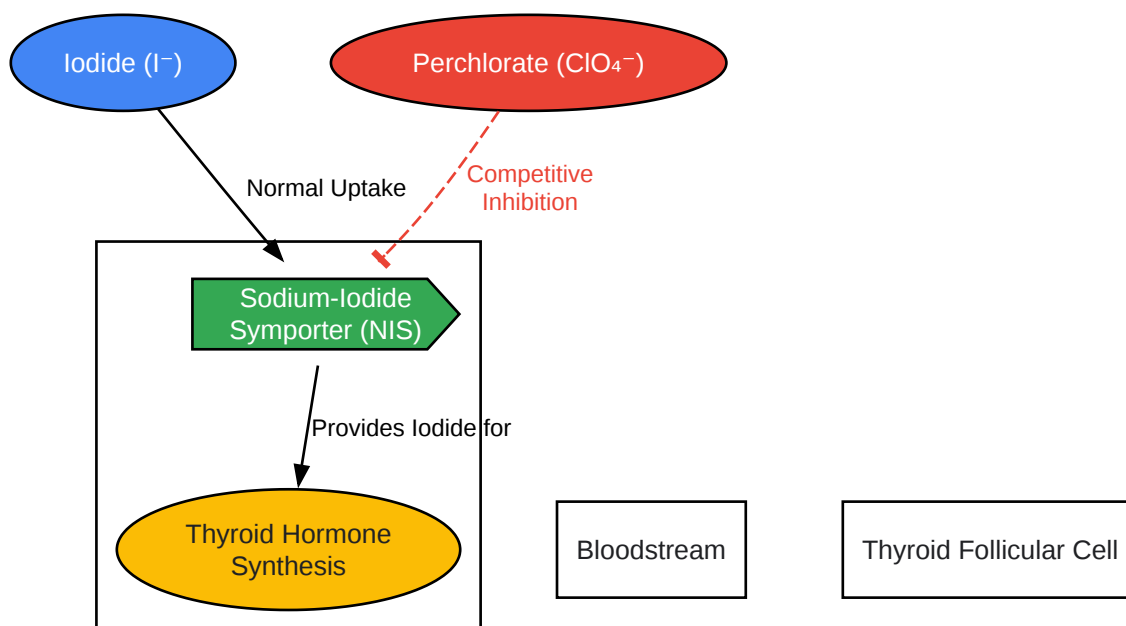 Iodide (I⁻)
Perchlorate (ClO₄⁻)
Normal Uptake
Competitive
Inhibition
Sodium-Iodide
Symporter (NIS)
Provides Iodide for
Thyroid Hormone
Synthesis
Bloodstream
Thyroid Follicular Cell